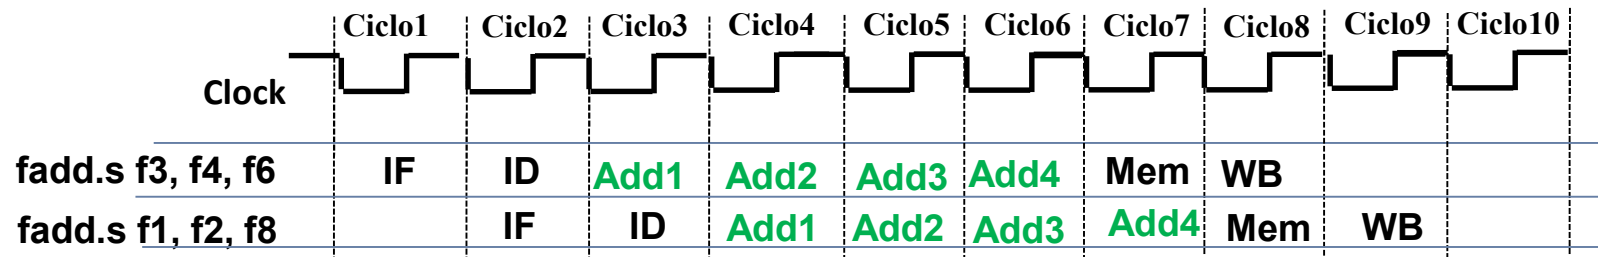 Ciclo1 Ciclo2 Ciclo3 Ciclo4 Ciclo5 Ciclo6 Ciclo7 Ciclo8 Ciclo9 Ciclo10
Clock
fadd.s f3, f4, f6 IF ID Add1 Add2 Add3 Add4 Mem WB
fadd.s f1, f2, f8 IF ID Add1 Add2 Add3 Add4 Mem WB